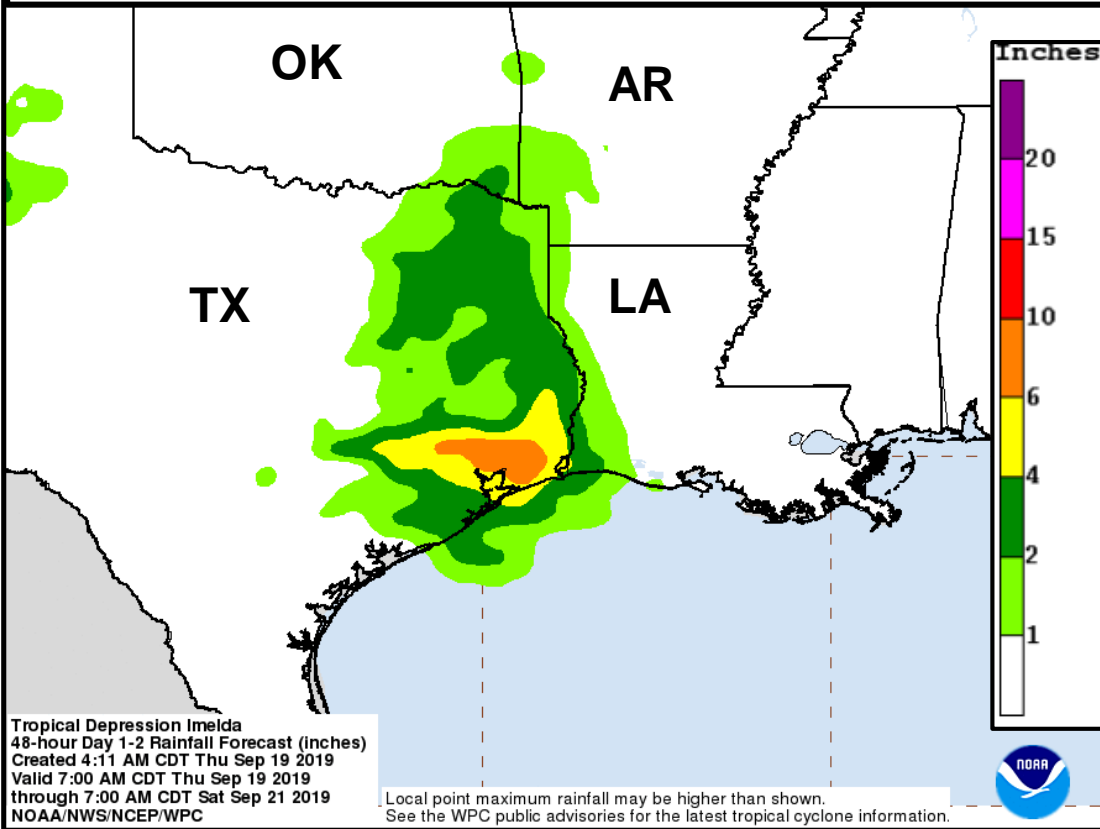 OK
AR
TX
LA
Inches
20
15
10
6
4
2
1
Tropical Depression Imelda
48-hour Day 1-2 Rainfall Forecast (inches)
Created 4:11 AM CDT Thu Sep 19 2019
Valid 7:00 AM CDT Thu Sep 19 2019
through 7:00 AM CDT Sat Sep 21 2019
NOAA/NWS/NCEP/WPC
Local point maximum rainfall may be higher than shown.
See the WPC public advisories for the latest tropical cyclone information.
NOAA